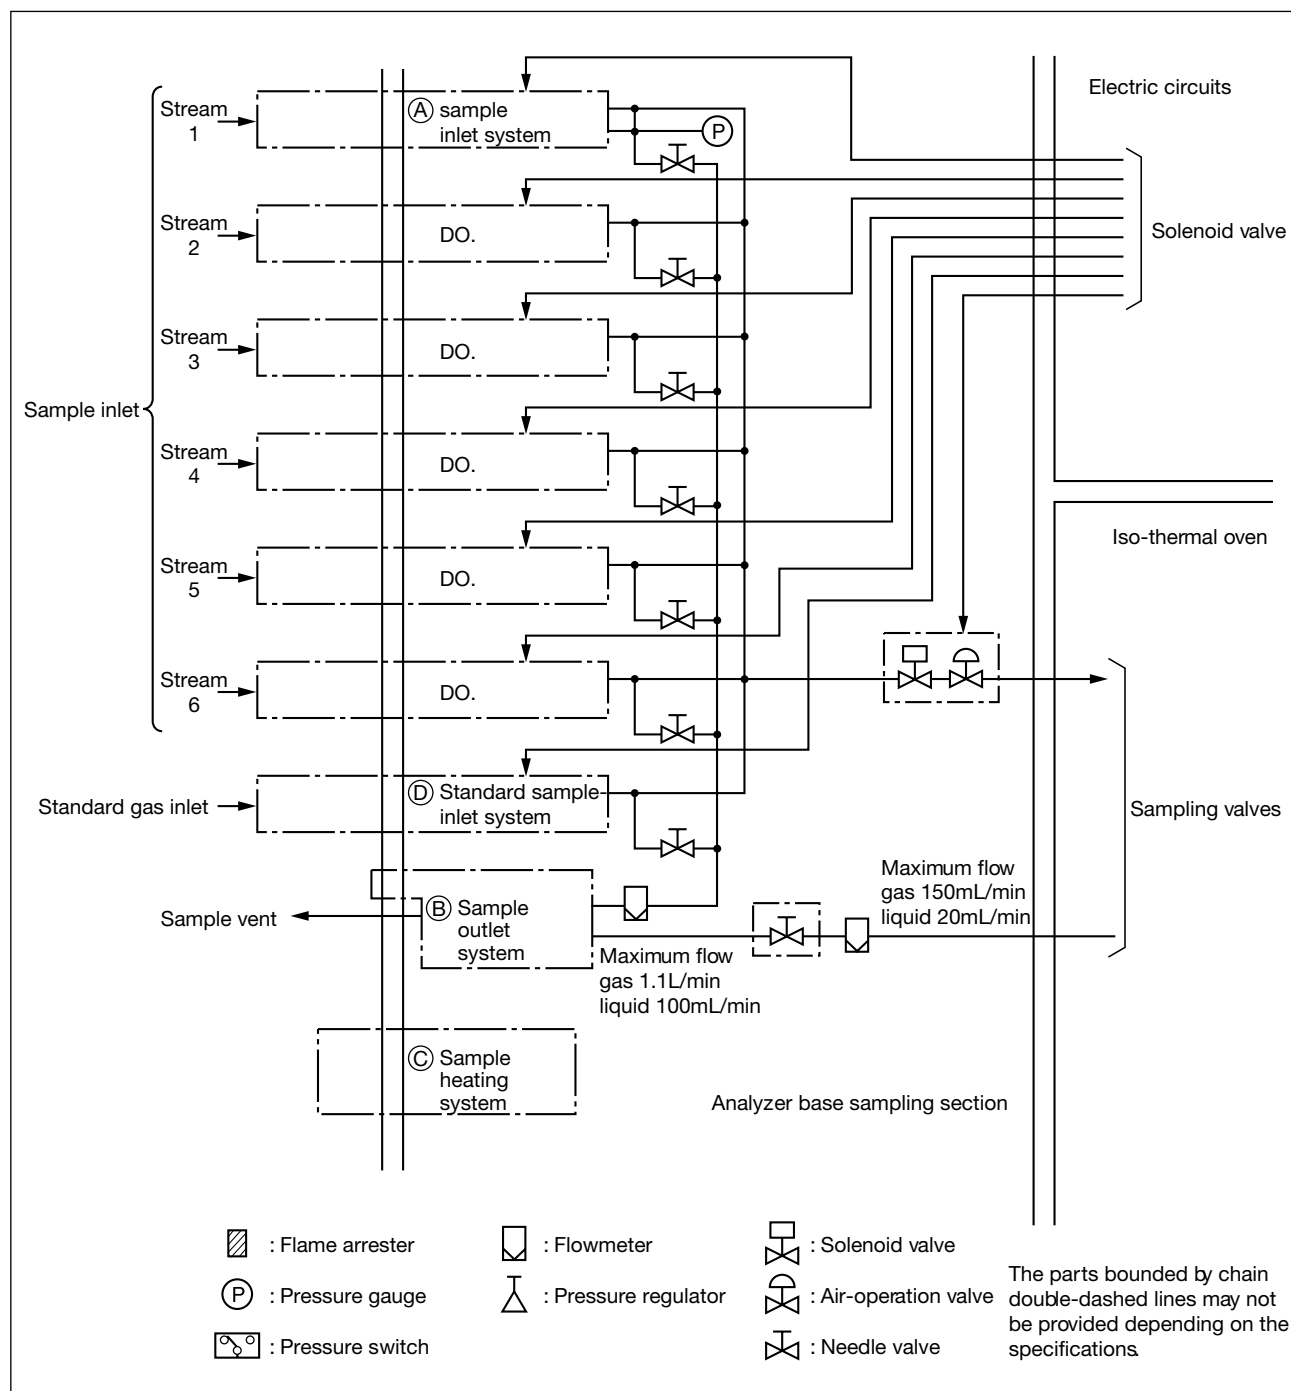 Electric circuits
Stream
1
Ⓐ sample
inlet system
P
Stream
2
DO.
Solenoid valve
Stream
3
DO.
Sample inlet
Stream
4
DO.
Iso-thermal oven
Stream
5
DO.
Stream
6
DO.
Standard gas inlet
Ⓓ Standard sample-
inlet system
Sampling valves
Maximum flow
gas 150mL/min
liquid 20mL/min
Sample vent
Ⓑ Sample
outlet
system
Maximum flow
gas 1.1L/min
liquid 100mL/min
Ⓒ Sample
heating
system
Analyzer base sampling section
: Flame arrester
: Flowmeter
: Solenoid valve
P : Pressure gauge
: Pressure regulator
: Air-operation valve
: Pressure switch
: Needle valve
The parts bounded by chain
double-dashed lines may not
be provided depending on the
specifications.